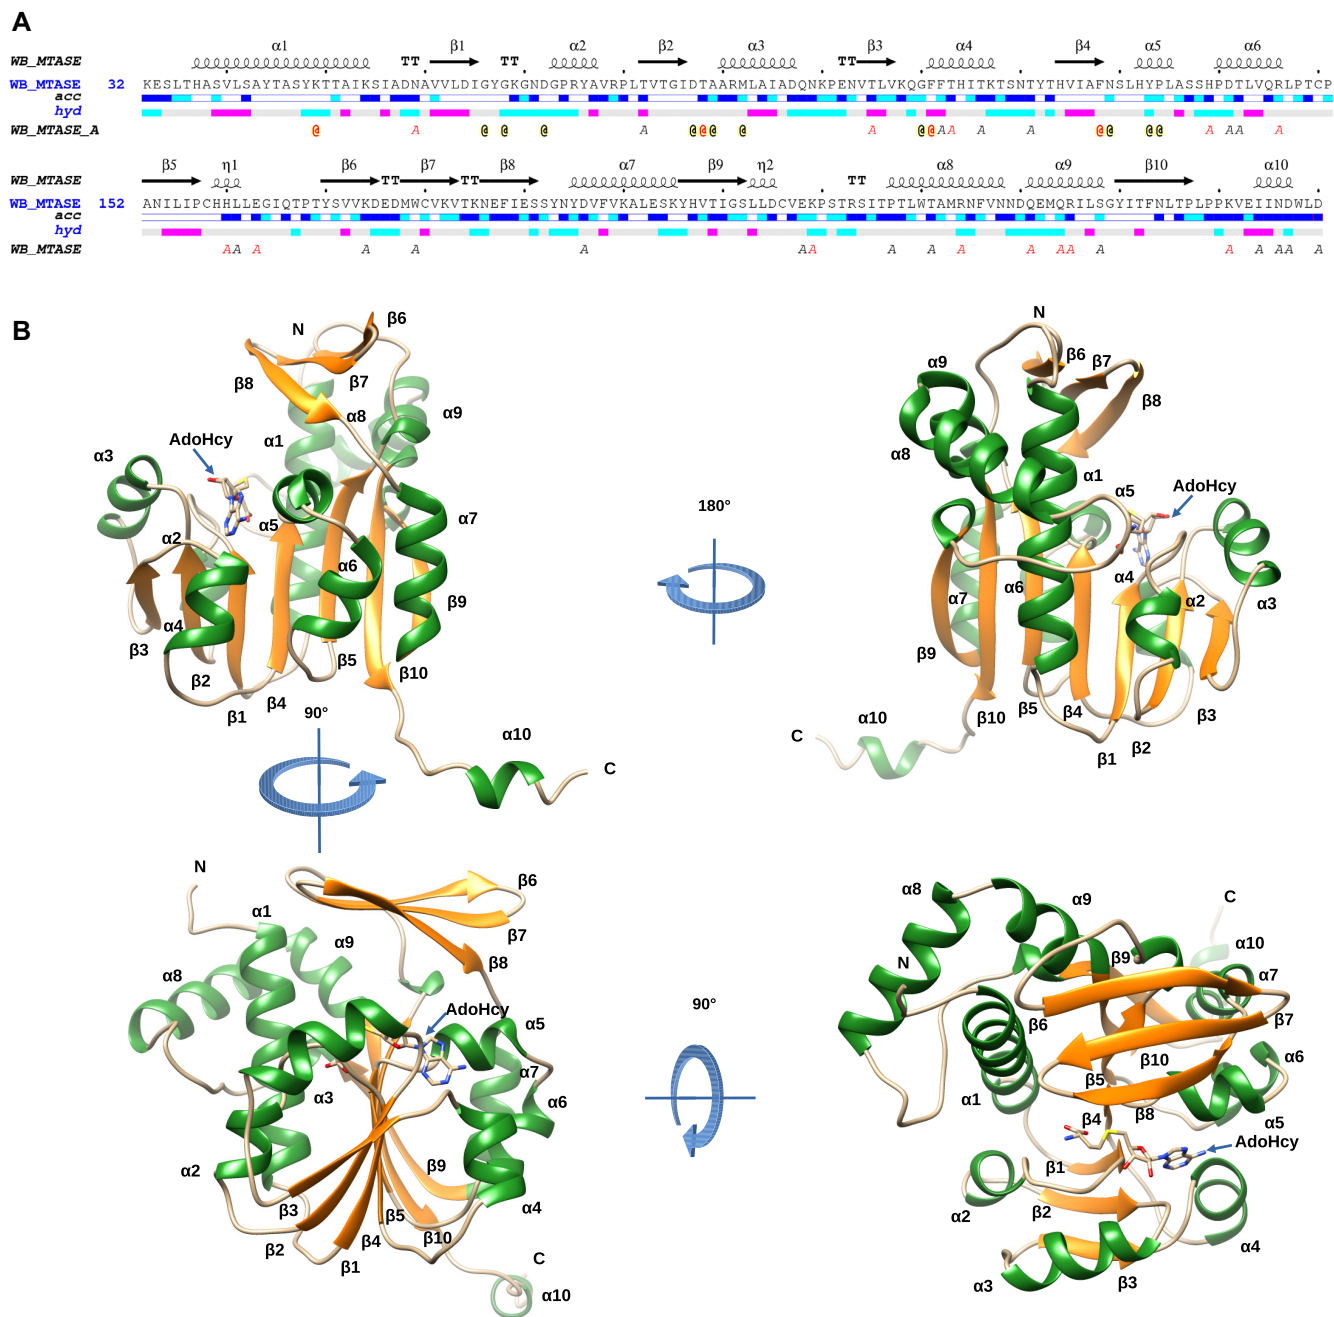 A
α1 TT β1 TT α2 β2 α3 TT β3 α4 β4 α5 α6
WB_MTASE
WB_MTASE 32 KESLTHASVLSAYTASYKTTAIKSIADNAVVLDIGYGKGNDGPRYAVRPLTVTGIDTAARMLAIADQNKPENVTLVKQGFFTHITKTSNTYTHVIAFNSLHYPLASSHPDTLVQRLPTCP
acc
hyd
WB_MTASE_A @ A @ @ @ A @ @ @ @ A @ @ A A A A @ @ @ @ A A A A
β5 η1 β6 TT β7 TT β8 α7 β9 η2 TT α8 α9 β10 α10
WB_MTASE
WB_MTASE 152 ANILIPCHHLLEGIQTPTYSVVKDEDMWCVKVTKNEFIESSYNYDVFVKALESKYHVTIGSLLDCVEKPSTRSITPTLWTAMRNFVNNDQEMQRILSGYITFNLTPLPPKVEIINDWLD
acc
hyd
WB_MTASE A A A A A A A A A A A A A A A A A A A A
B
N β6
β8 β7
α8 α9
AdoHcy α1
α3
α5 α7
α2
α6
β9
α4
β3 β5
β2 β10
β4
β1
α10
C
180°
N
β6 β7
α9
β8
α8
α1
α5 AdoHcy
α4
α7 α6 α2 α3
β9
β10 β5 β4 β3
α10
C
β1 β2
90°
N
β6
α1
β7
α9
α8 β8
AdoHcy
α5
α7
α3 α6
α2 β9
α4
β3 β5
β2 β4 β10
β1
C
α10
90°
α8 α9 C
N β9 α10
α7
β6 β7
β10 α6
β5
α1
β4 β8 α5
AdoHcy
β1
α2 β2
α4
α3 β3